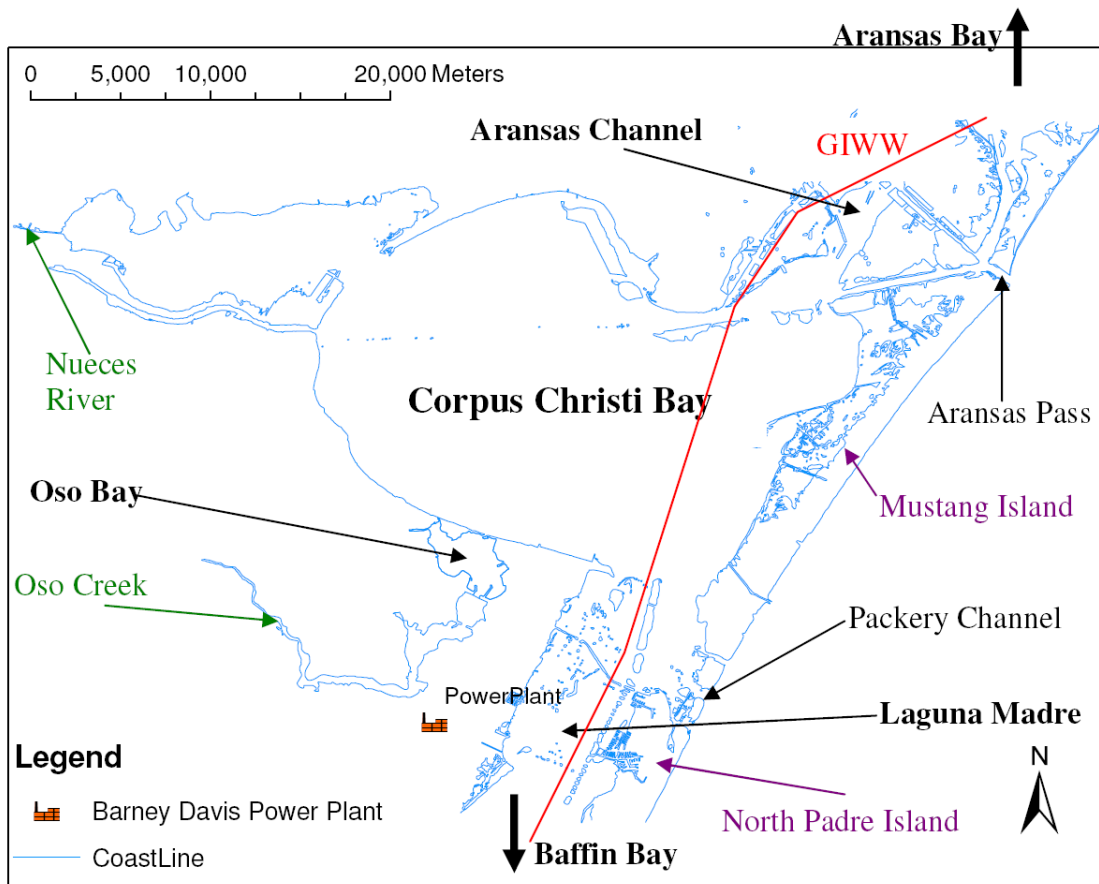 Aransas Bay
0 5,000 10,000 20,000 Meters
Aransas Channel
GIWW
Nueces
River
Corpus Christi Bay
Aransas Pass
Oso Bay
Mustang Island
Oso Creek
Packery Channel
PowerPlant
Laguna Madre
Legend
N
Barney Davis Power Plant
North Padre Island
CoastLine
Baffin Bay